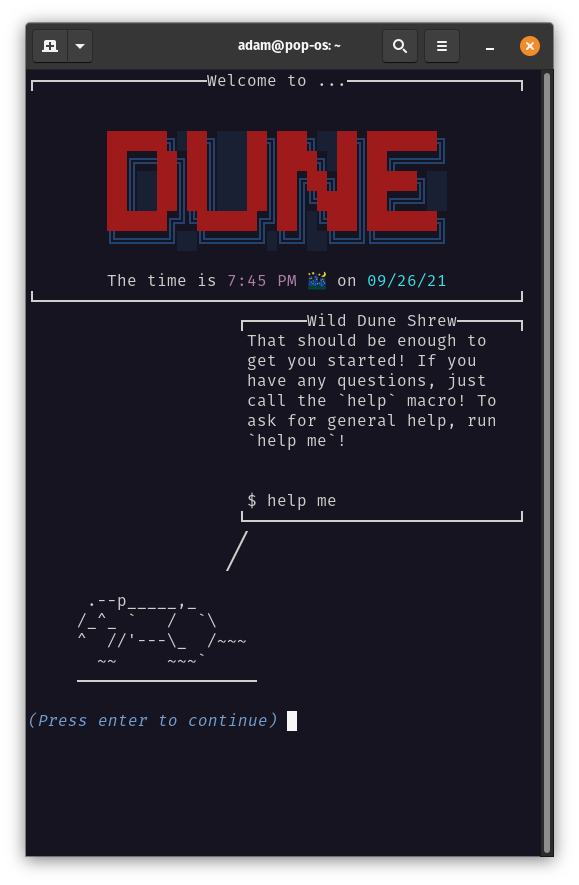 adam@pop-os: ~
Welcome to ...
DUNE
The time is 7:45 PM 🌃 on 09/26/21
Wild Dune Shrew
That should be enough to
get you started! If you
have any questions, just
call the `help` macro! To
ask for general help, run
`help me`!
$ help me
(Press enter to continue)